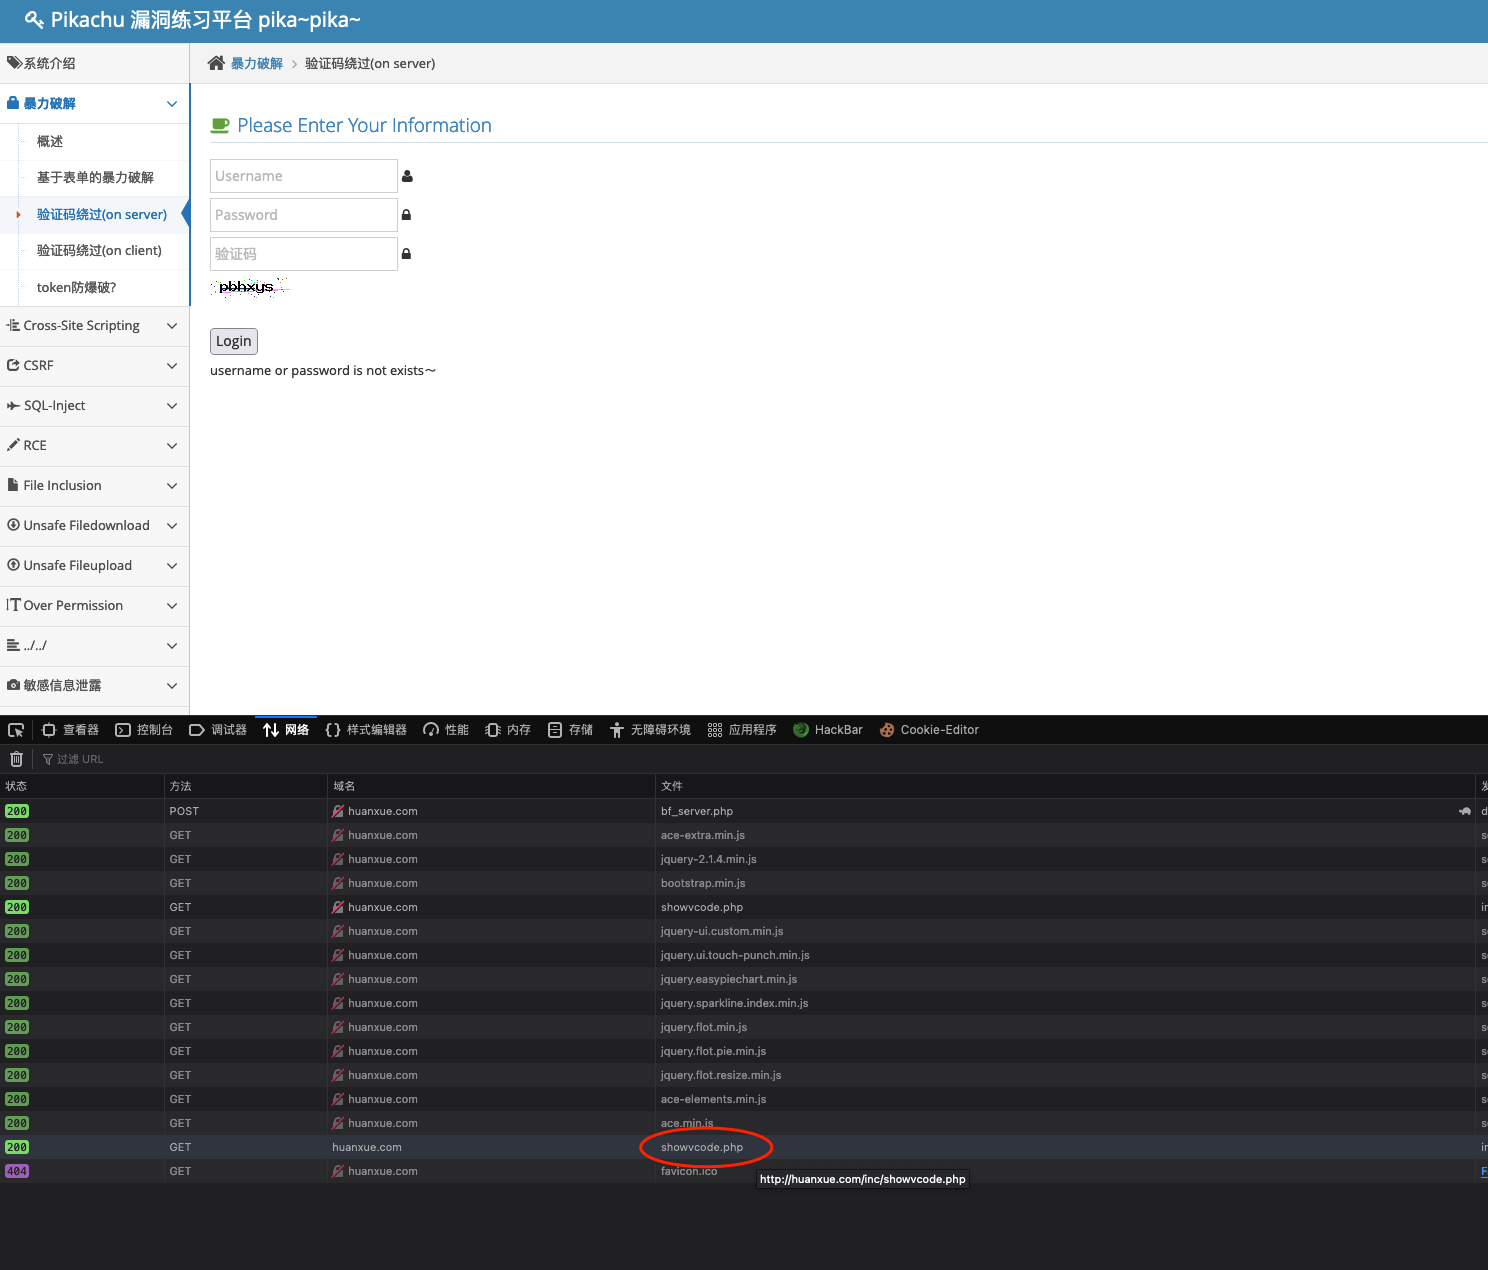 Pikachu 漏洞练习平台 pika~pika~
系统介绍
暴力破解
概述
基于表单的暴力破解
验证码绕过(on server)
验证码绕过(on client)
token防爆破?
Cross-Site Scripting
CSRF
SQL-Inject
RCE
File Inclusion
Unsafe Filedownload
Unsafe Fileupload
Over Permission
../../
敏感信息泄露
暴力破解 验证码绕过(on server)
Please Enter Your Information
Username
Password
验证码
pbhxys
Login
username or password is not exists~
查看器 控制台 调试器 网络 样式编辑器 性能 内存 存储 无障碍环境 应用程序 HackBar Cookie-Editor
过滤 URL
状态 方法 域名 文件
200 POST huanxue.com bf_server.php d
200 GET huanxue.com ace-extra.min.js s
200 GET huanxue.com jquery-2.1.4.min.js s
200 GET huanxue.com bootstrap.min.js s
200 GET huanxue.com showvcode.php in
200 GET huanxue.com jquery-ui.custom.min.js s
200 GET huanxue.com jquery.ui.touch-punch.min.js s
200 GET huanxue.com jquery.easypiechart.min.js s
200 GET huanxue.com jquery.sparkline.index.min.js s
200 GET huanxue.com jquery.flot.min.js s
200 GET huanxue.com jquery.flot.pie.min.js s
200 GET huanxue.com jquery.flot.resize.min.js s
200 GET huanxue.com ace-elements.min.js s
200 GET huanxue.com ace.min.js s
200 GET huanxue.com showvcode.php in
404 GET huanxue.com favicon.ico F
http://huanxue.com/inc/showvcode.php